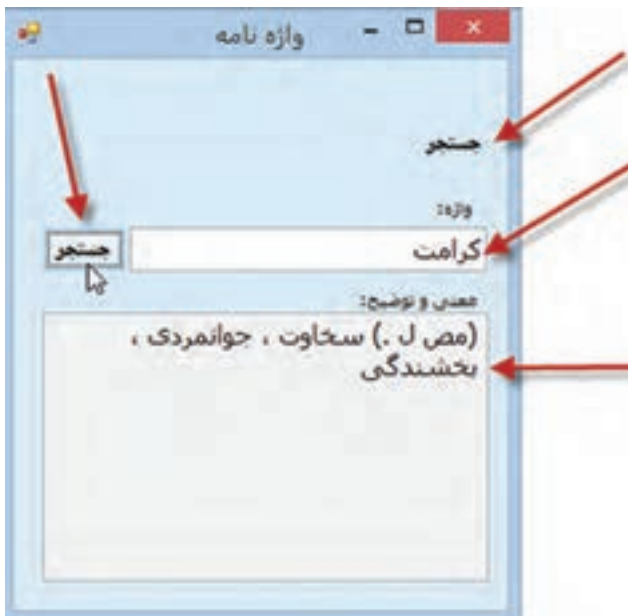 واژه نامه
جستجو
واژه:
کرامت
جستجو
معنی و توضیح:
(مص ل .) سخاوت ، جوانمردی ،
بخشندگی